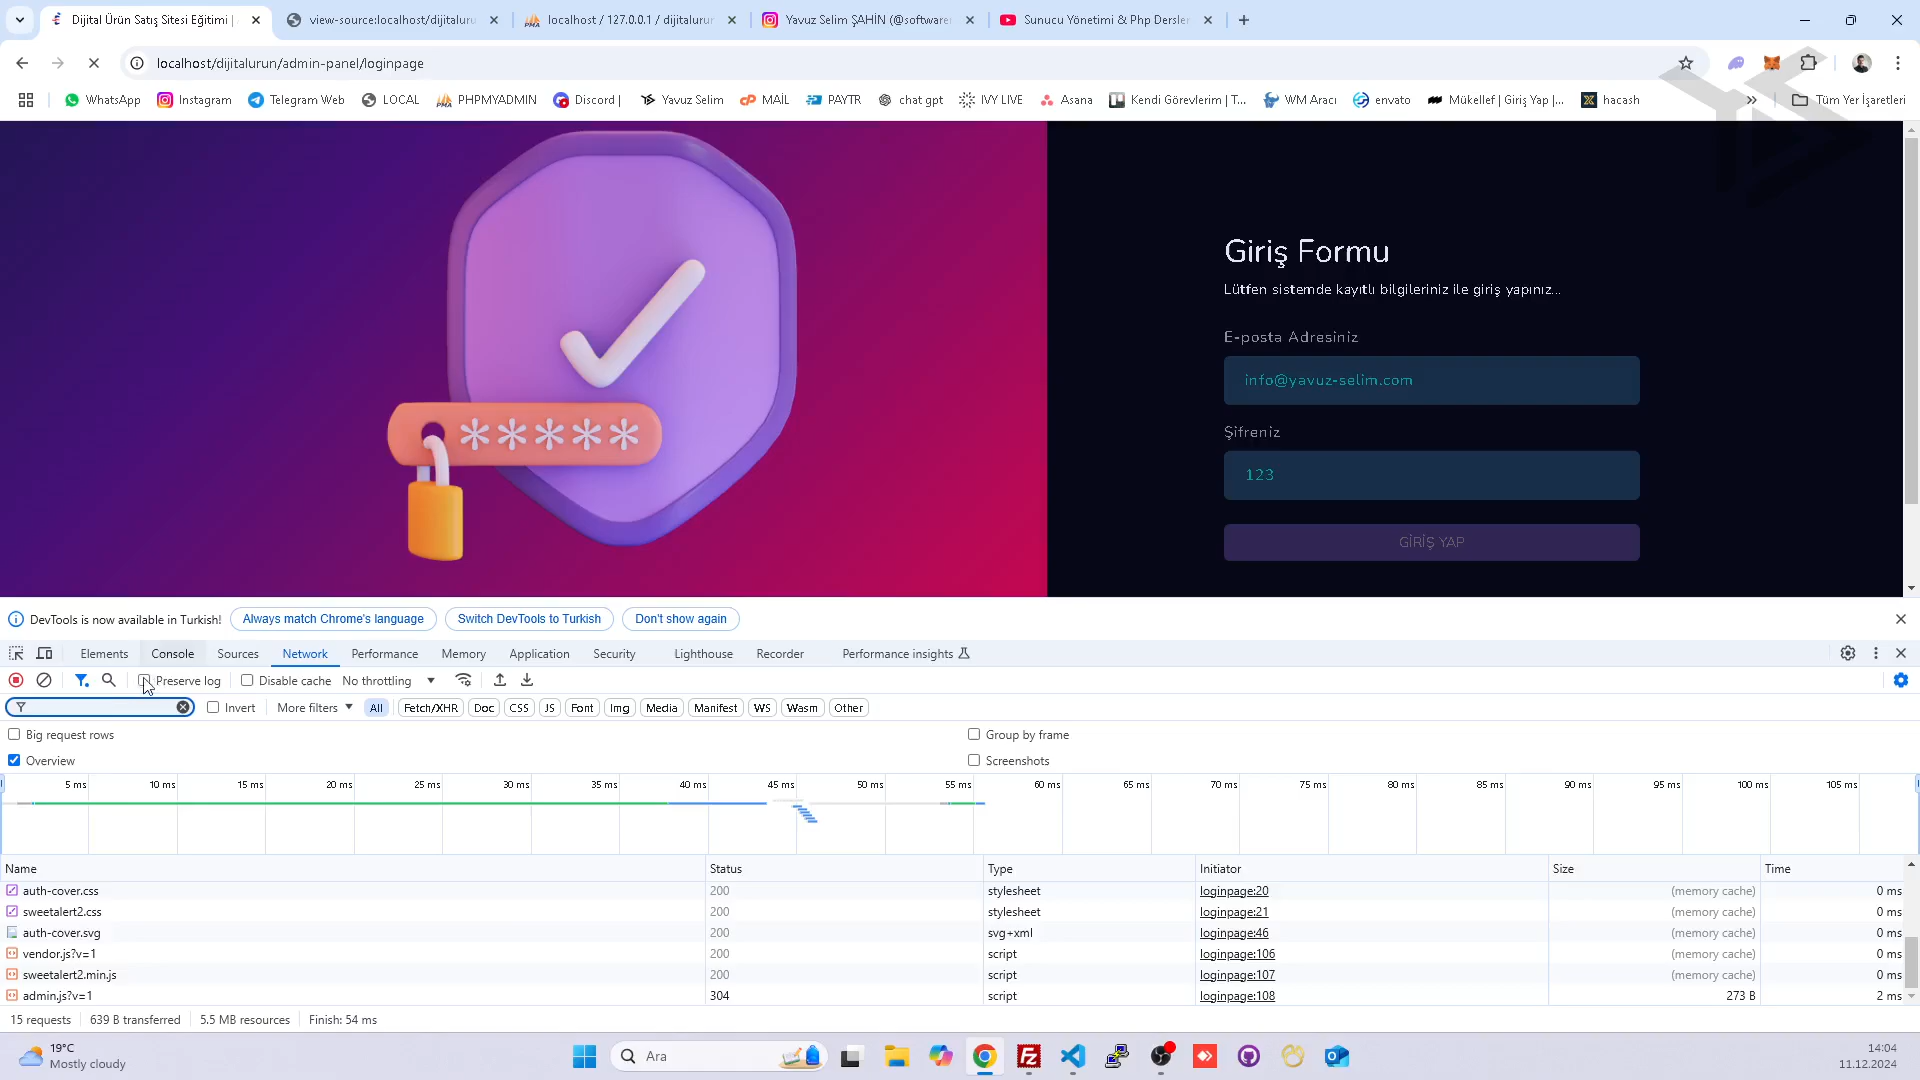 Dijital Ürün Satış Sitesi Eğitimi |
view-source:localhost/dijitaluru
localhost / 127.0.0.1 / dijitalurun
Yavuz Selim ŞAHİN (@software
Sunucu Yönetimi & Php Dersler
localhost/dijitalurun/admin-panel/loginpage
WhatsApp
Instagram
Telegram Web
LOCAL
PHPMYADMIN
Discord |
Yavuz Selim
MAİL
PAYTR
chat gpt
IVY LIVE
Asana
Kendi Görevlerim | T...
WM Aracı
envato
Mükellef | Giriş Yap |...
hacash
Tüm Yer İşaretleri
Giriş Formu
Lütfen sistemde kayıtlı bilgileriniz ile giriş yapınız...
E-posta Adresiniz
info@yavuz-selim.com
Şifreniz
123
GİRİŞ YAP
DevTools is now available in Turkish!
Always match Chrome's language
Switch DevTools to Turkish
Don't show again
Elements
Console
Sources
Network
Performance
Memory
Application
Security
Lighthouse
Recorder
Performance insights
Preserve log
Disable cache
No throttling
Invert
More filters
All
Fetch/XHR
Doc
CSS
JS
Font
Img
Media
Manifest
WS
Wasm
Other
Big request rows
Group by frame
Overview
Screenshots
5 ms
10 ms
15 ms
20 ms
25 ms
30 ms
35 ms
40 ms
45 ms
50 ms
55 ms
60 ms
65 ms
70 ms
75 ms
80 ms
85 ms
90 ms
95 ms
100 ms
105 ms
Name Status Type Initiator Size Time
auth-cover.css 200 stylesheet loginpage:20 (memory cache) 0 ms
sweetalert2.css 200 stylesheet loginpage:21 (memory cache) 0 ms
auth-cover.svg 200 svg+xml loginpage:46 (memory cache) 0 ms
vendor.js?v=1 200 script loginpage:106 (memory cache) 0 ms
sweetalert2.min.js 200 script loginpage:107 (memory cache) 0 ms
admin.js?v=1 304 script loginpage:108 273 B 2 ms
15 requests
639 B transferred
5.5 MB resources
Finish: 54 ms
19°C
Mostly cloudy
Ara
14:04
11.12.2024